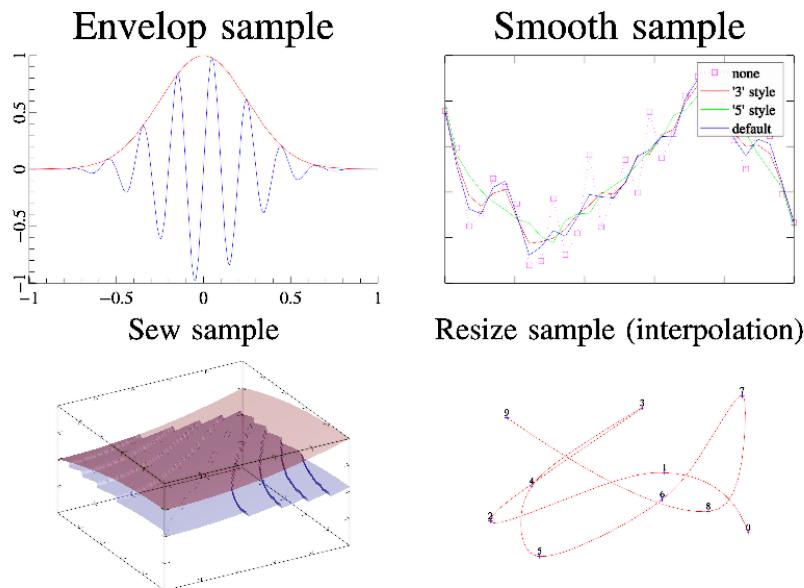 Envelop sample
1
0.5
0
−0.5
−1
−1
−0.5
0
0.5
1
Smooth sample
none
'3' style
'5' style
default
Sew sample
Resize sample (interpolation)
7
3
9
1
4
6
8
2
0
5